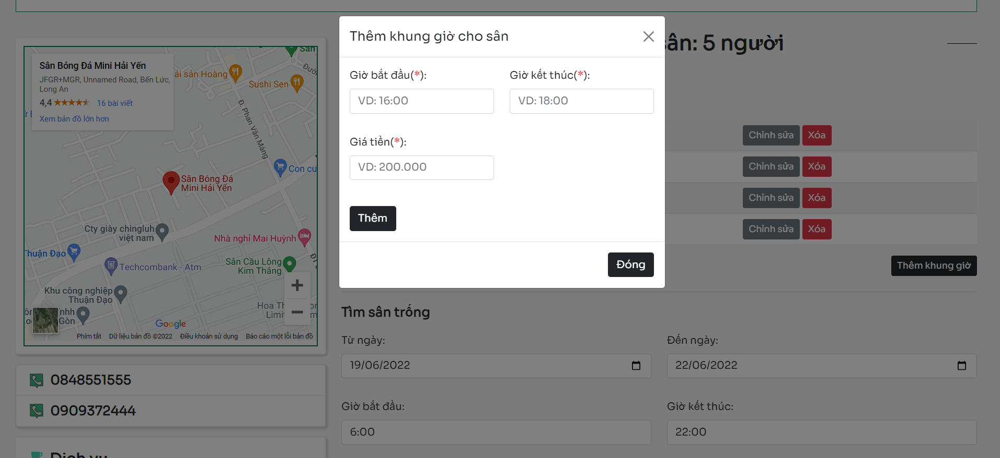 Thêm khung giờ cho sân
Giờ bắt đầu(*):
Giờ kết thúc(*):
VD: 16:00
VD: 18:00
Giá tiền(*):
VD: 200.000
Thêm
Đóng
sân: 5 người
Chỉnh sửa Xóa
Chỉnh sửa Xóa
Chỉnh sửa Xóa
Chỉnh sửa Xóa
Thêm khung giờ
Tìm sân trống
Từ ngày:
Đến ngày:
19/06/2022
22/06/2022
Giờ bắt đầu:
Giờ kết thúc:
6:00
22:00
Sân Bóng Đá Mini Hải Yến
JFGR+MGR, Unnamed Road, Bến Lức,
Long An
4,4 16 bài viết
Xem bản đồ lớn hơn
ải sản Hoàng
Sushi Sen
Sân
Đườn
Đ. Phan Văn Mảng
Con cư
Sân Bóng Đá
Mini Hải Yến
Cty giày chingluh
việt nam
Nhà nghỉ Mai Huỳnh
Thuận Đạo
Techcombank - Atm
Sân Cầu Lông
Kim Thắng
Khu công nghiệp
Thuận Đạo
Hoa Th
Limit
Gòn
Google
Phím tắt
Dữ liệu bản đồ ©2022
Điều khoản sử dụng
Báo cáo một lỗi bản đồ
0848551555
0909372444
Dịch vụ